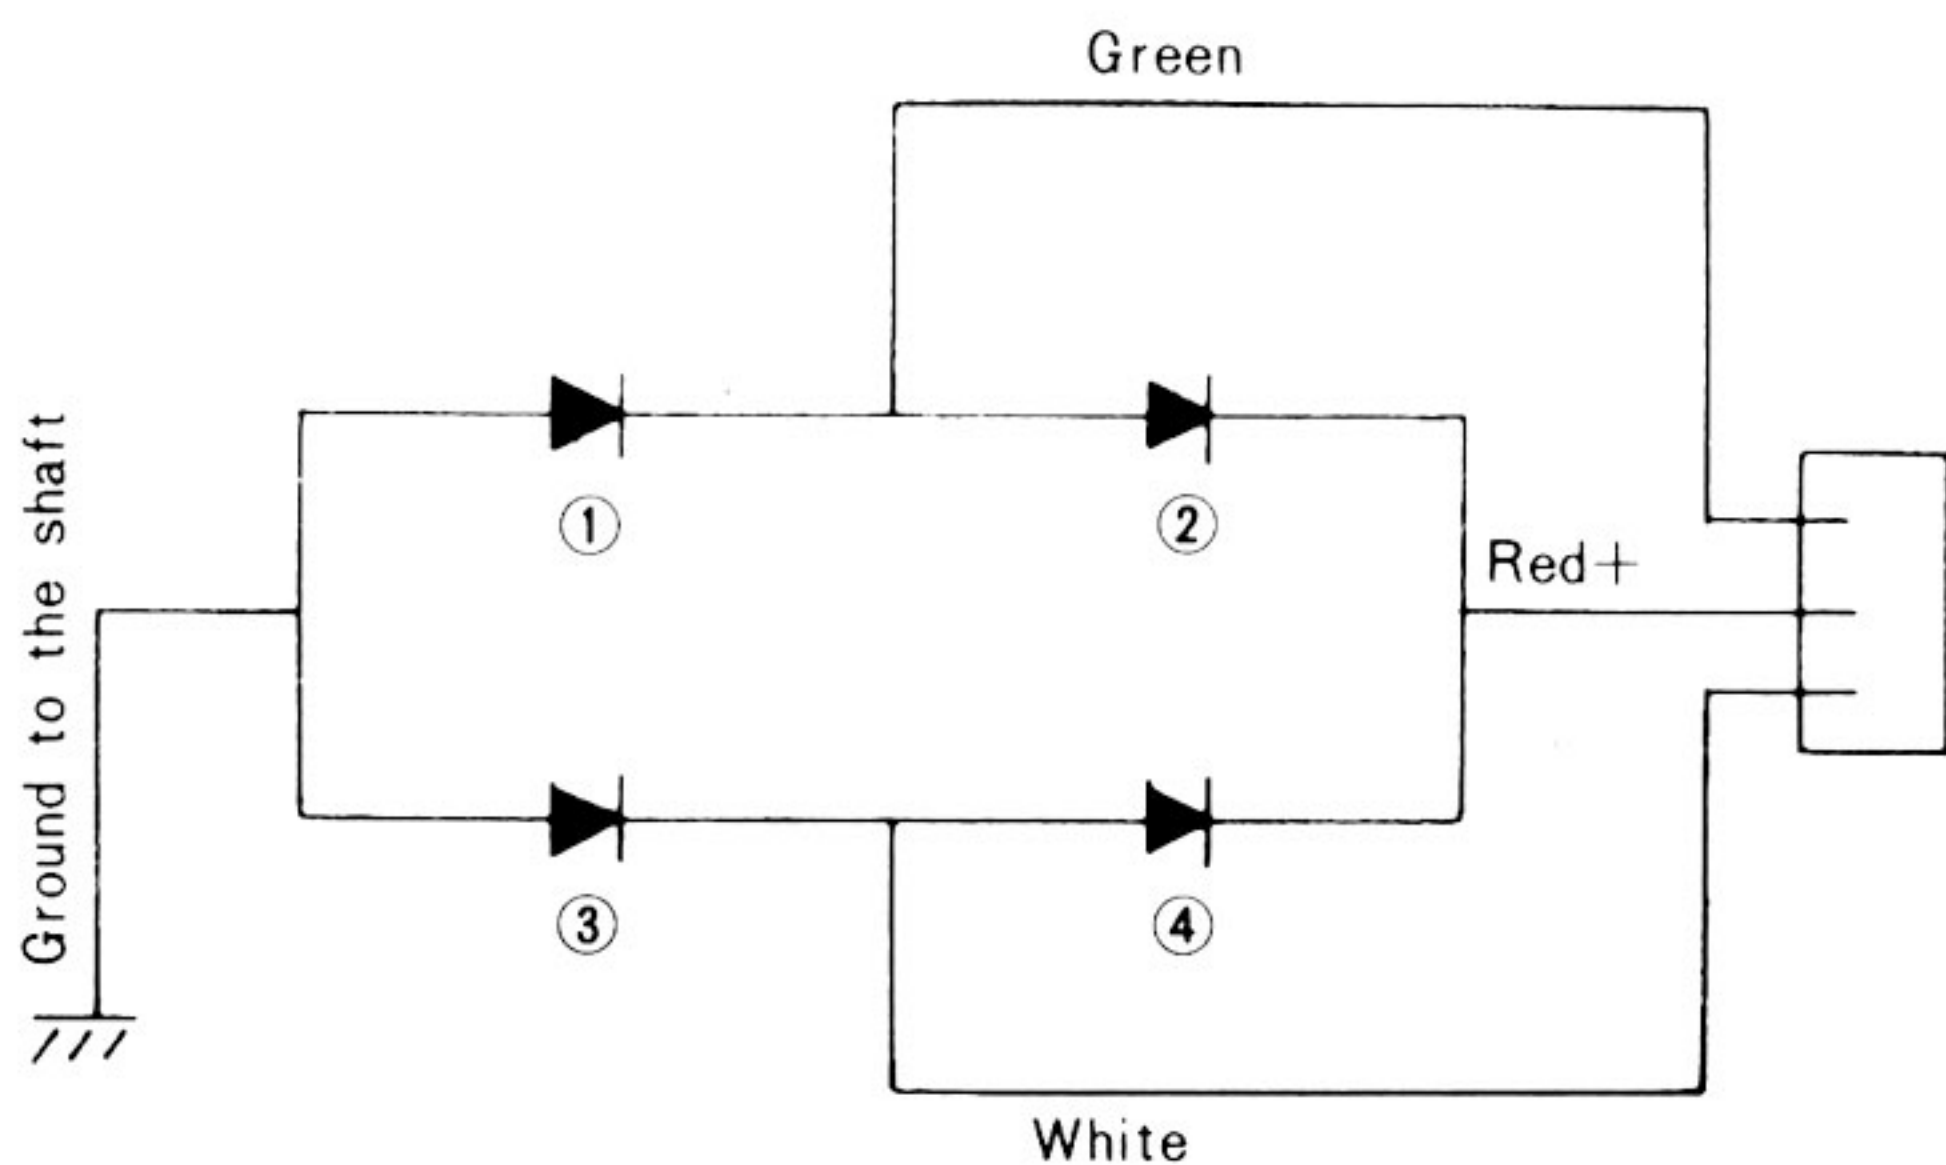 Green
Ground to the shaft
①
②
Red+
③
④
White